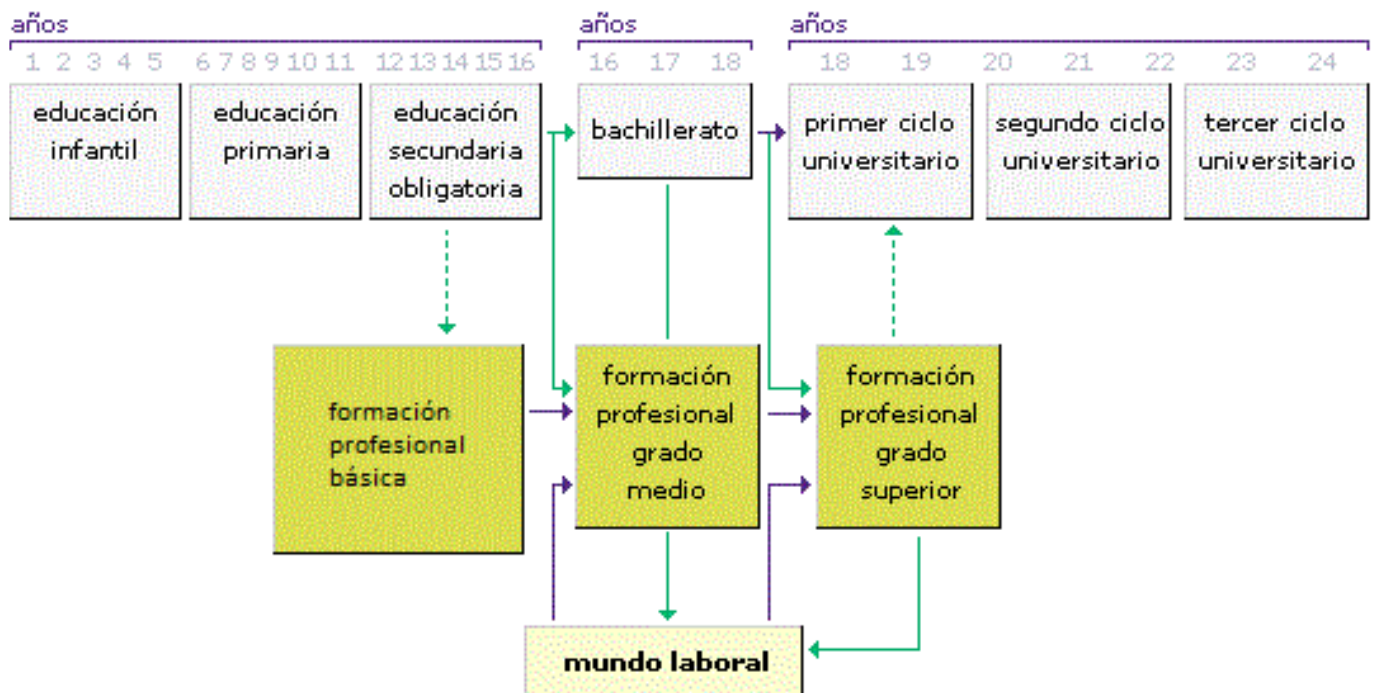 años
años
años
1 2 3 4 5
6 7 8 9 10 11
12 13 14 15 16
16 17 18
18 19 20 21 22 23 24
educación
infantil
educación
primaria
educación
secundaria
obligatoria
bachillerato
primer ciclo
universitario
segundo ciclo
universitario
tercer ciclo
universitario
formación
profesional
básica
formación
profesional
grado
medio
formación
profesional
grado
superior
mundo laboral